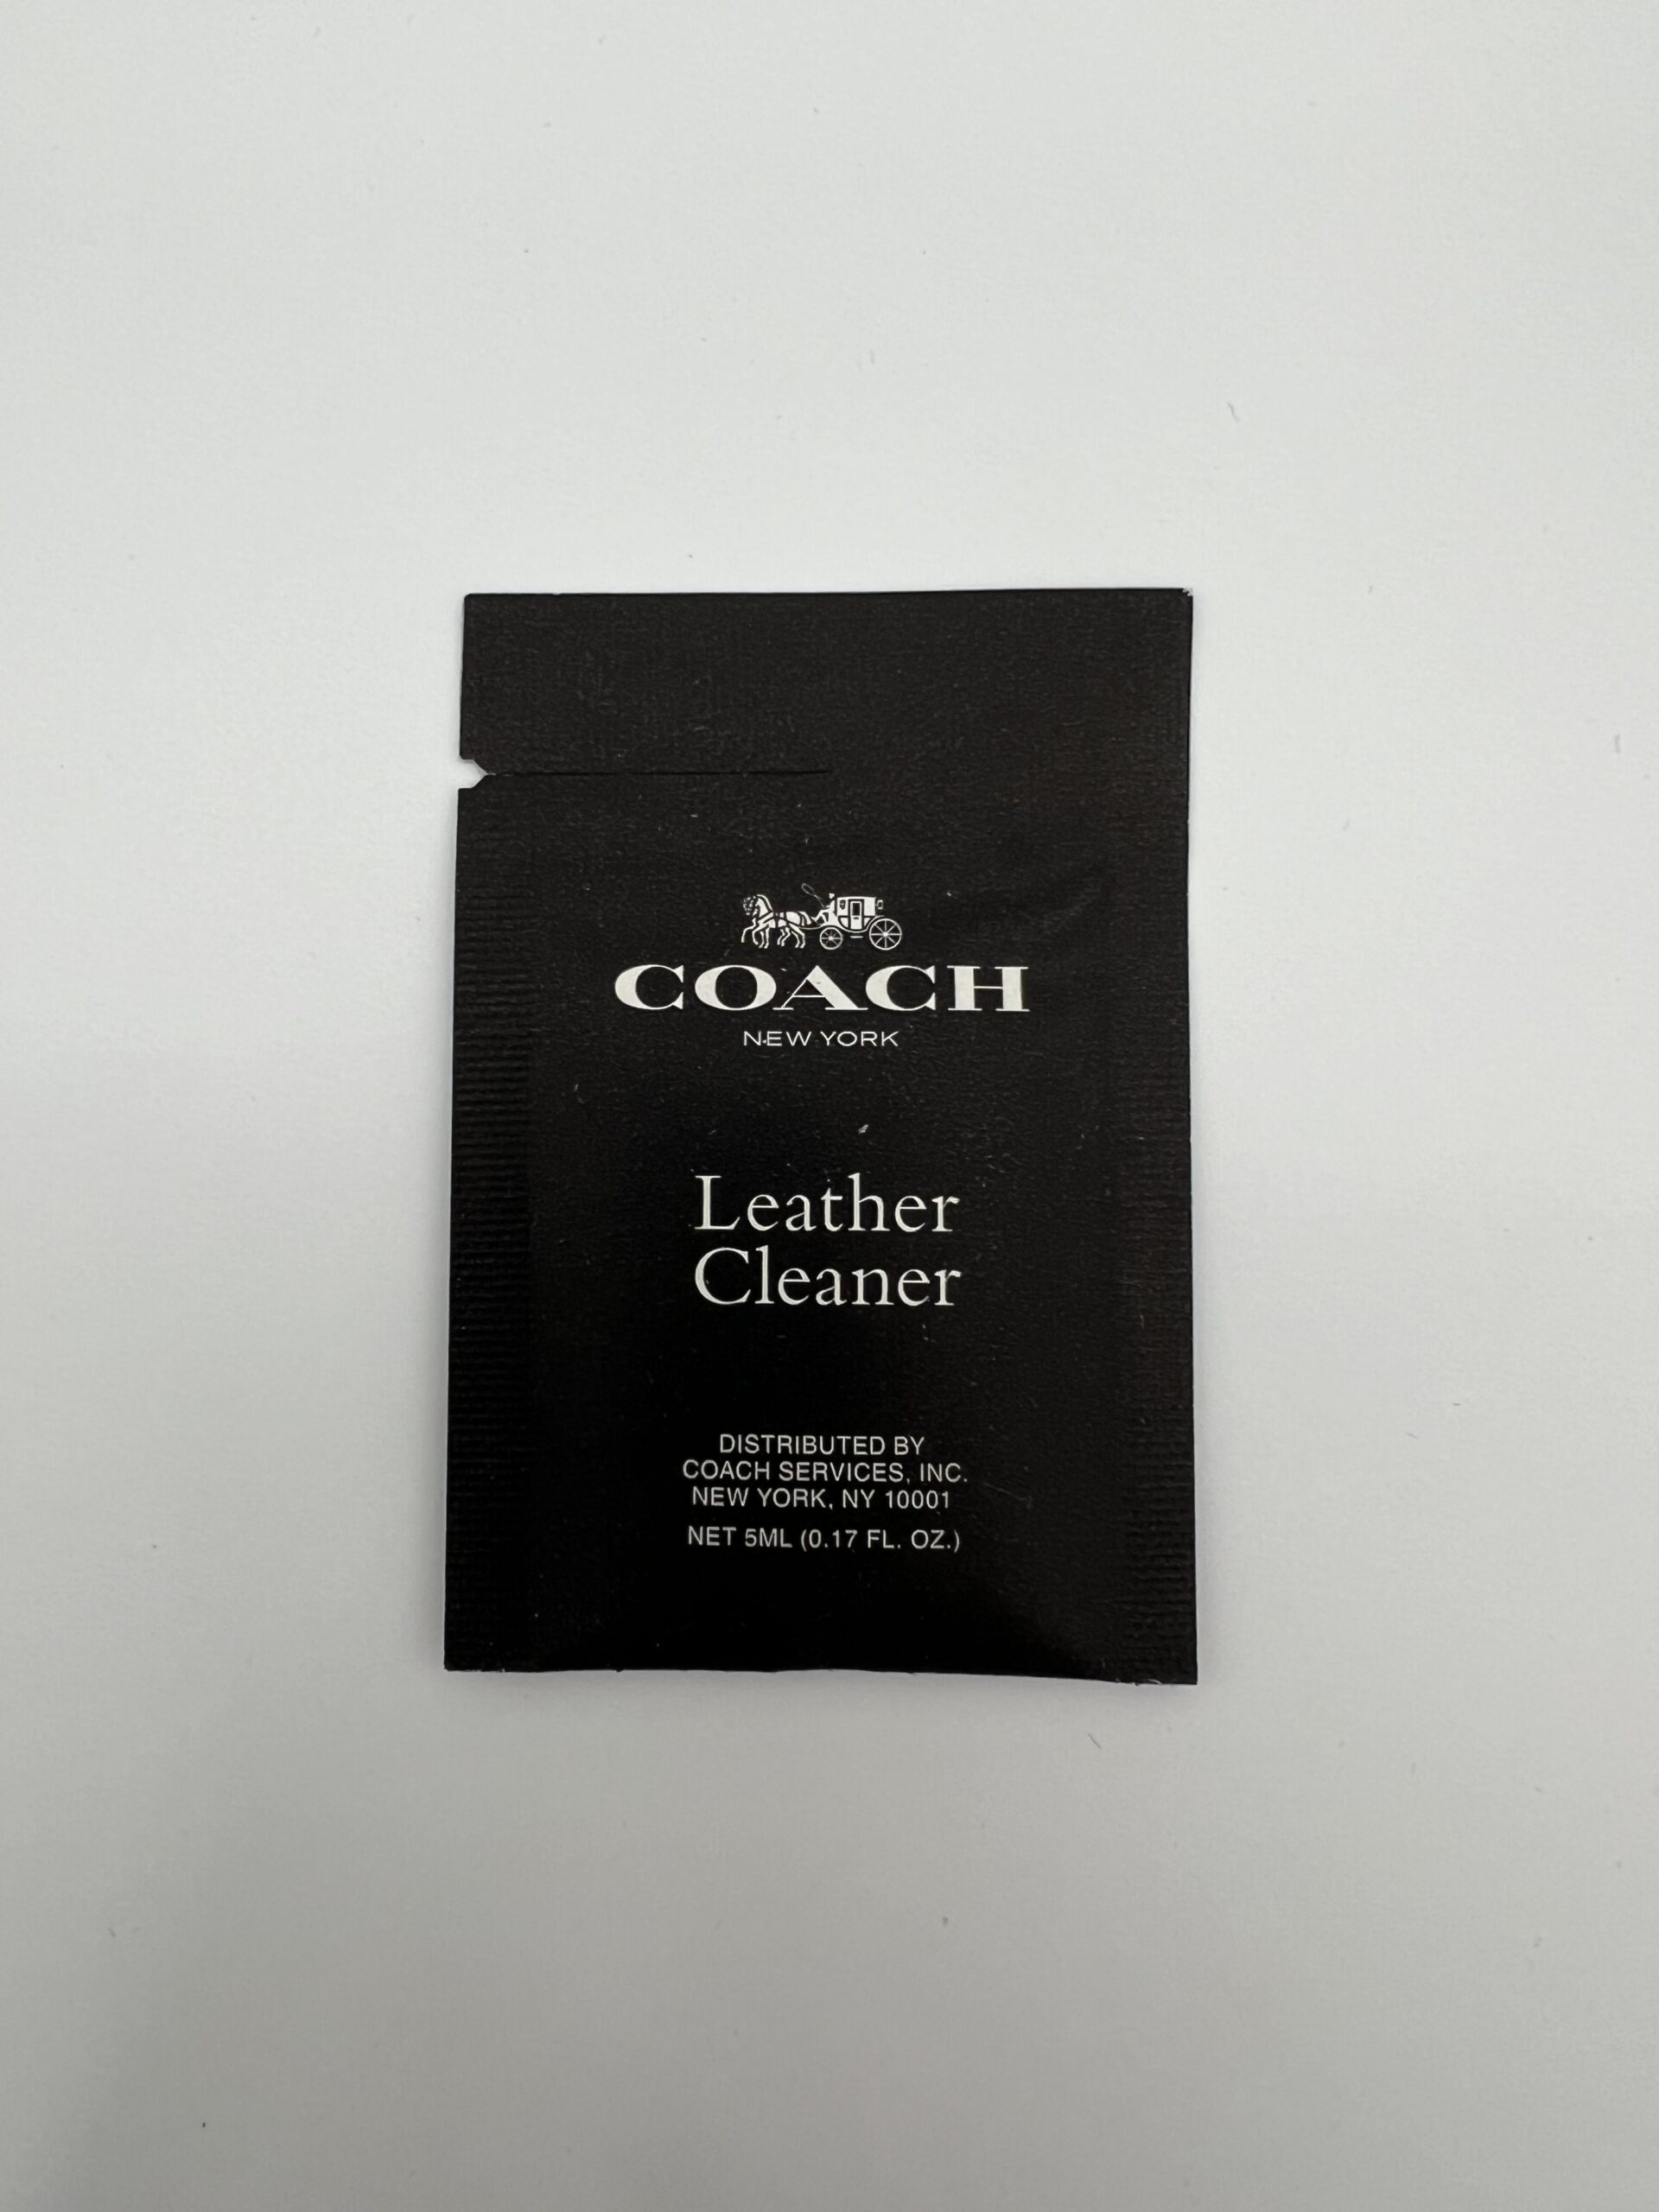 COACH
NEW YORK
Leather
Cleaner
DISTRIBUTED BY
COACH SERVICES, INC.
NEW YORK, NY 10001
NET 5ML (0.17 FL. OZ.)